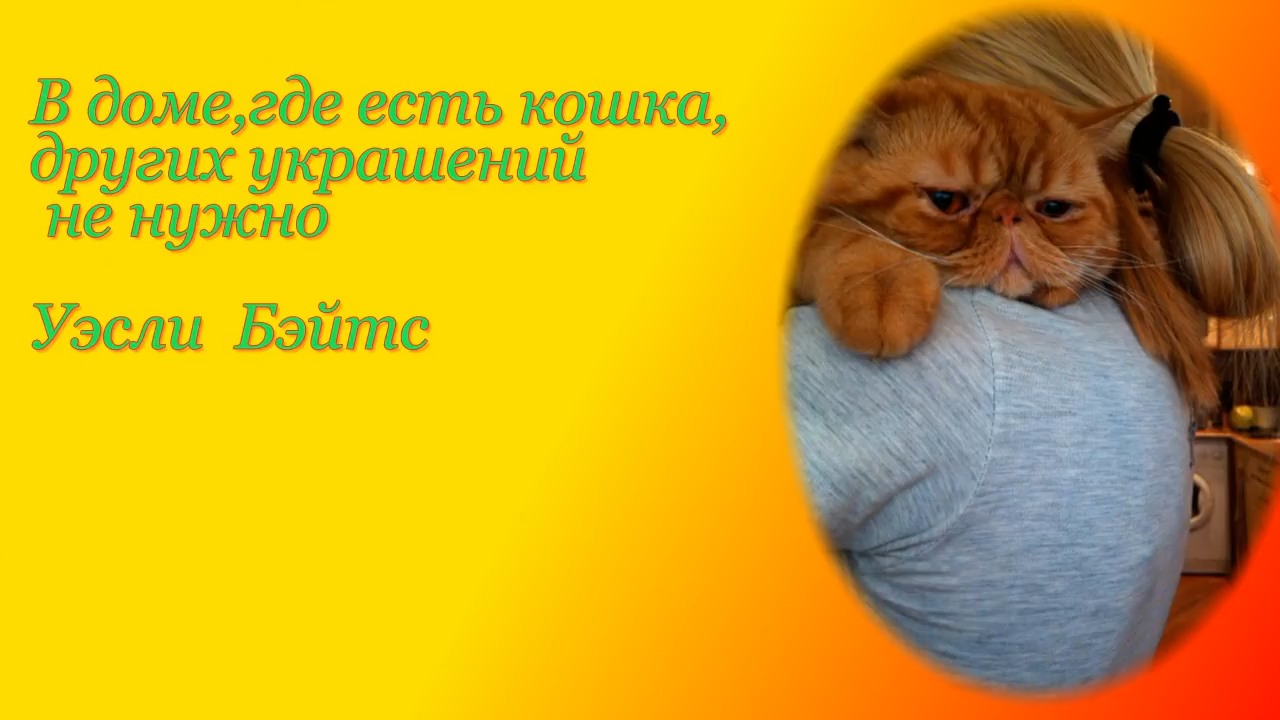 В доме,где есть кошка,
других украшений
не нужно
Уэсли Бэйтс